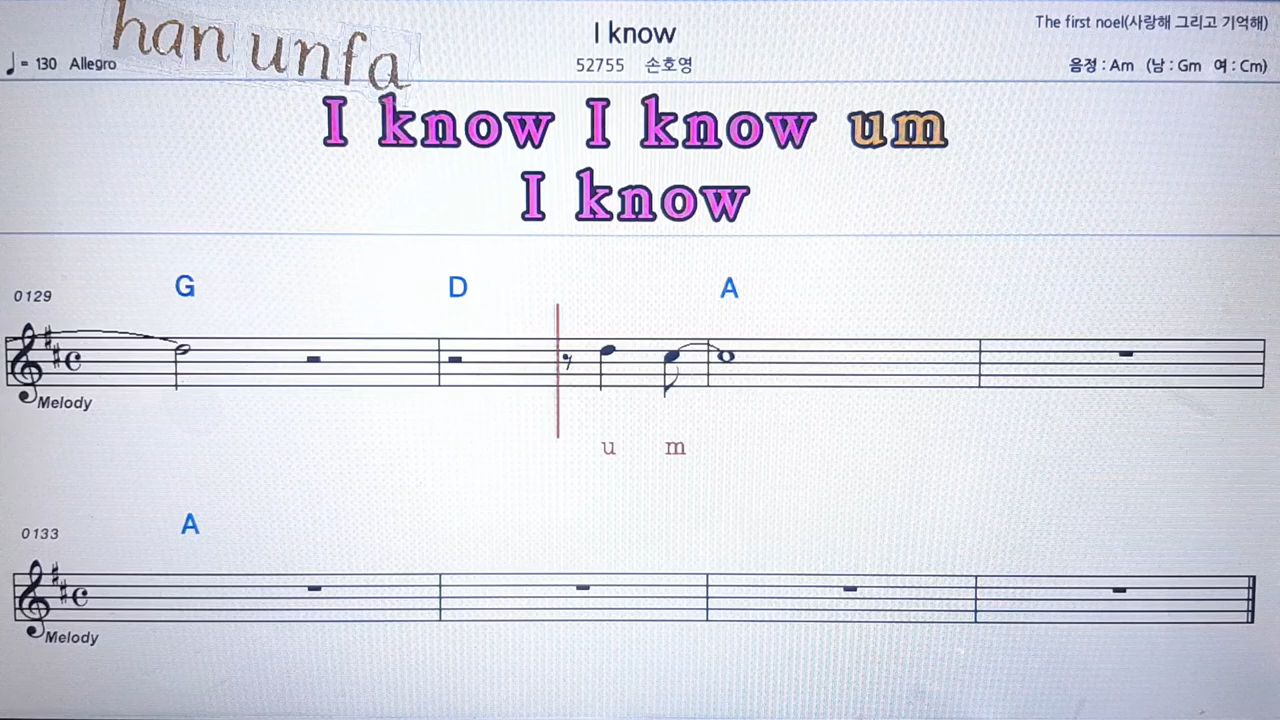 han unfa
I know
The first noel(사랑해 그리고 기억해)
♩= 130 Allegro
52755 손호영
음정 : Am (남 : Gm 여 : Cm)
I know I know um
I know
G D A
0129
Melody
u m
A
0133
Melody